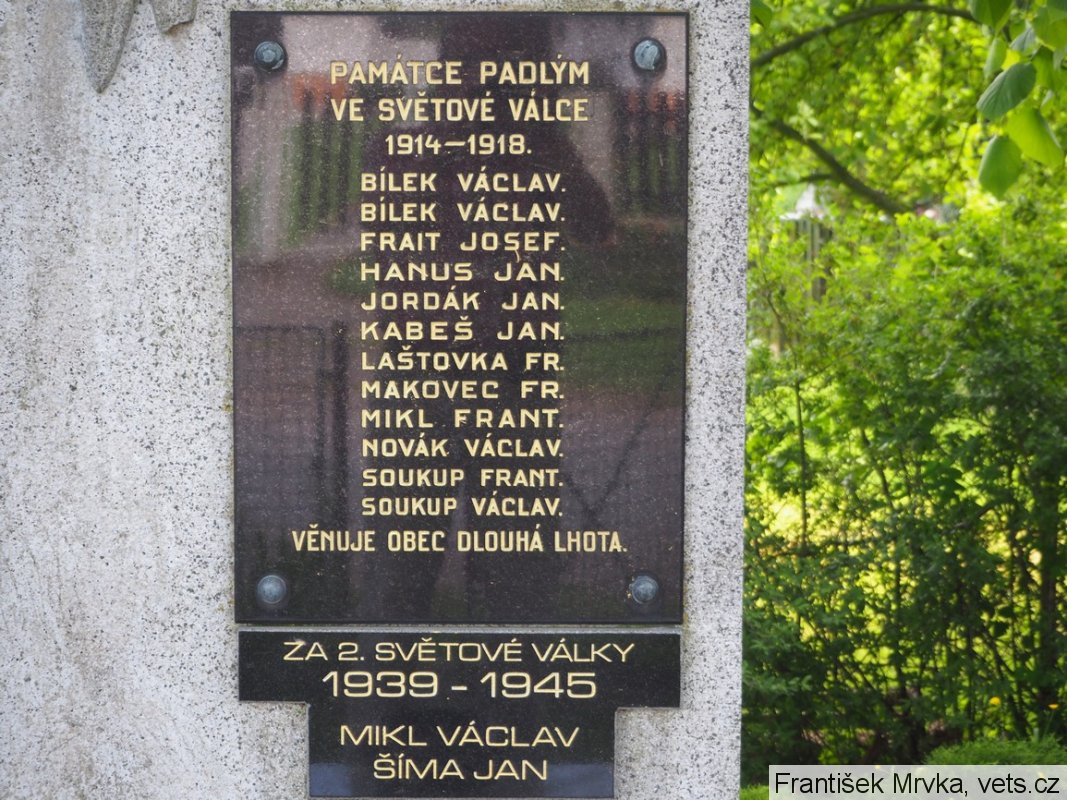 PAMÁTCE PADLÝM
VE SVĚTOVÉ VÁLCE
1914—1918.
BÍLEK VÁCLAV.
BÍLEK VÁCLAV.
FRAIT JOSEF.
HANUS JAN.
JORDÁK JAN.
KABEŠ JAN.
LAŠTOVKA FR.
MAKOVEC FR.
MIKL FRANT.
NOVÁK VÁCLAV.
SOUKUP FRANT.
SOUKUP VÁCLAV.
VĚNUJE OBEC DLOUHÁ LHOTA.
ZA 2. SVĚTOVÉ VÁLKY
1939 - 1945
MIKL VÁCLAV
ŠÍMA JAN
František Mrvka, vets.cz